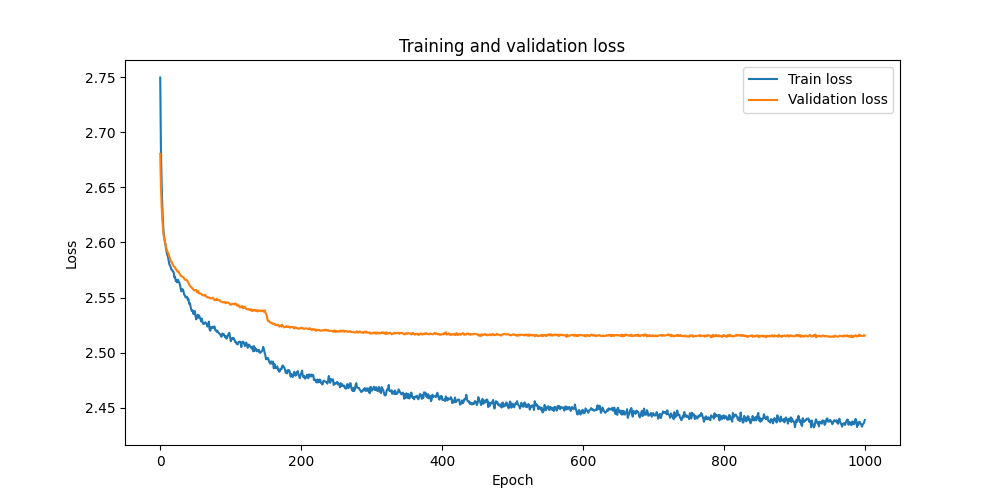 Training and validation loss
Train loss
Validation loss
2.75
2.70
2.65
2.60
2.55
2.50
2.45
Loss
0
200
400
600
800
1000
Epoch